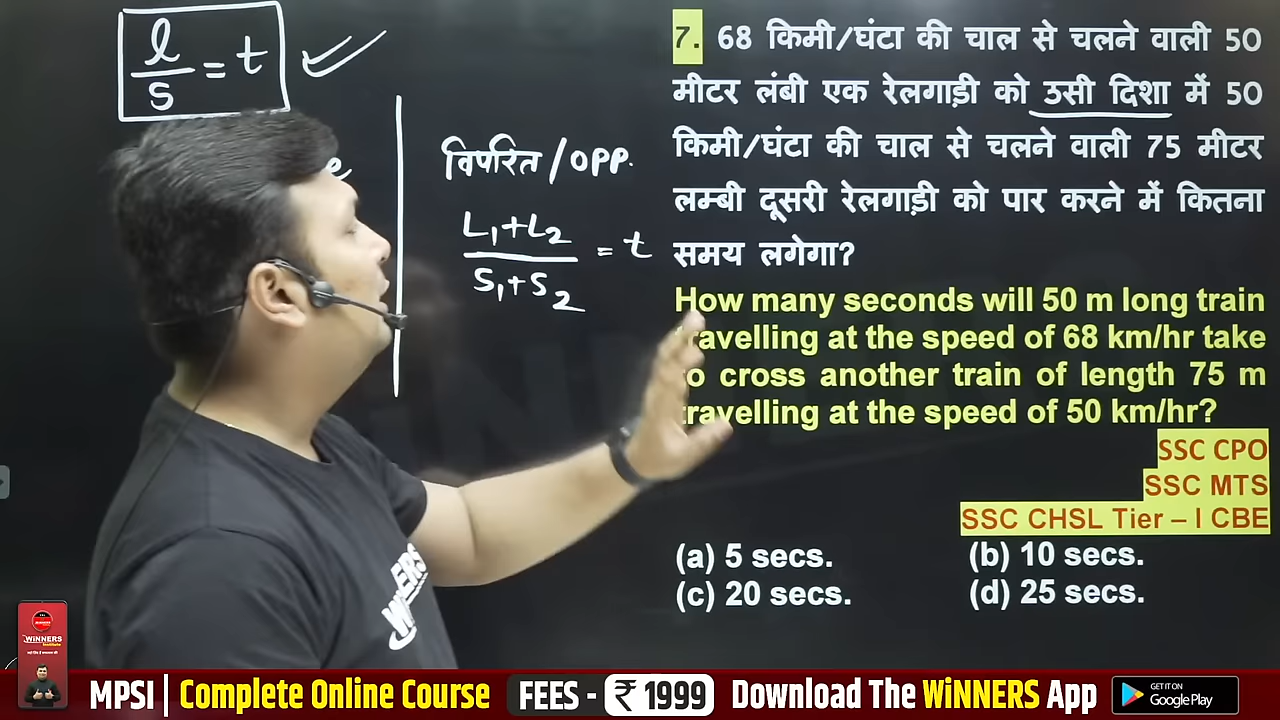 l/s = t
विपरित/OPP.
L₁+L₂
S₁+S₂
= t
7. 68 किमी/घंटा की चाल से चलने वाली 50
मीटर लंबी एक रेलगाड़ी को उसी दिशा में 50
किमी/घंटा की चाल से चलने वाली 75 मीटर
लम्बी दूसरी रेलगाड़ी को पार करने में कितना
समय लगेगा?
How many seconds will 50 m long train
travelling at the speed of 68 km/hr take
to cross another train of length 75 m
travelling at the speed of 50 km/hr?
SSC CPO
SSC MTS
SSC CHSL Tier – I CBE
(a) 5 secs. (b) 10 secs.
(c) 20 secs. (d) 25 secs.
WiNNERS
MPSI | Complete Online Course FEES - ₹ 1999 Download The WiNNERS App GET IT ON Google Play